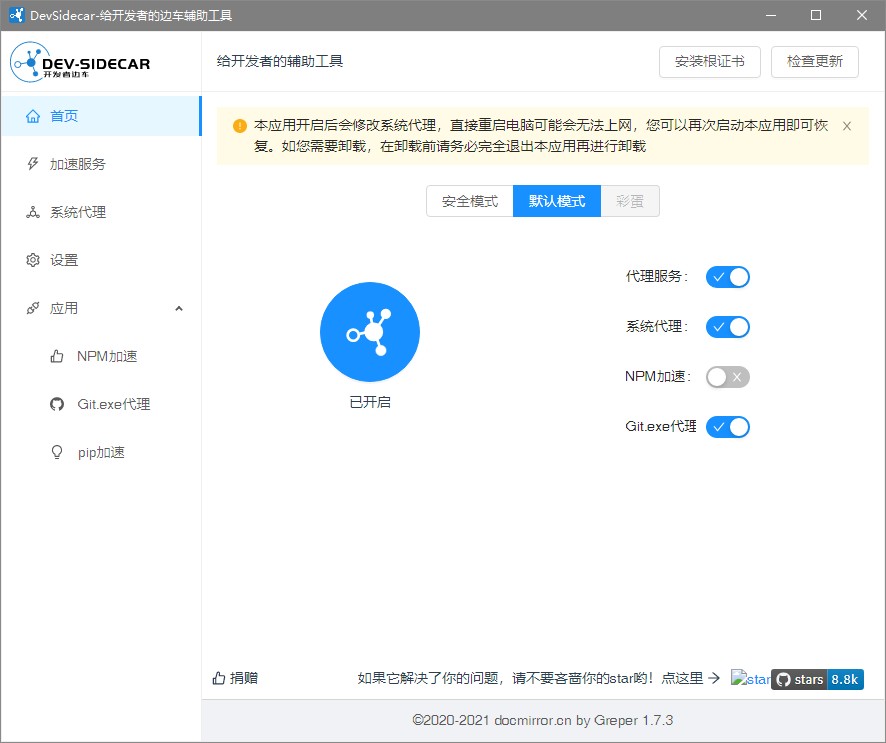 DevSidecar-给开发者的边车辅助工具
DEV-SIDECAR
开发者边车
给开发者的辅助工具
安装根证书
检查更新
首页
加速服务
系统代理
设置
应用
NPM加速
Git.exe代理
pip加速
本应用开启后会修改系统代理，直接重启电脑可能会无法上网，您可以再次启动本应用即可恢
复。如您需要卸载，在卸载前请务必完全退出本应用再进行卸载
安全模式
默认模式
彩蛋
已开启
代理服务：
系统代理：
NPM加速：
Git.exe代理
捐赠
如果它解决了你的问题，请不要吝啬你的star哟！点这里
star
stars 8.8k
©2020-2021 docmirror.cn by Greper 1.7.3